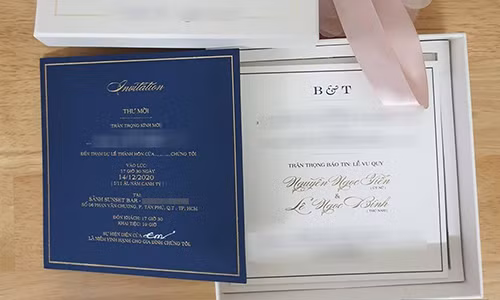 Invitation
THƯ MỜI
TRÂN TRỌNG KÍNH MỜI
ĐẾN THAM DỰ LỄ THÀNH HÔN CỦA CHÚNG TÔI
VÀO LÚC
17 GIỜ 30 NGÀY
14/12/2020
TẠI
SẢNH SUNSET BAR -
ĐÓN KHÁCH: 17 GIỜ 30
KHAI TIỆC: 18 GIỜ
SỰ HIỆN DIỆN CỦA em
LÀ NIỀM VINH HẠNH CHO GIA ĐÌNH CHÚNG TÔI.
B & T
TRÂN TRỌNG BÁO TIN: LỄ VU QUY
Nguyễn Ngọc
&
Lê Ngọc Bình